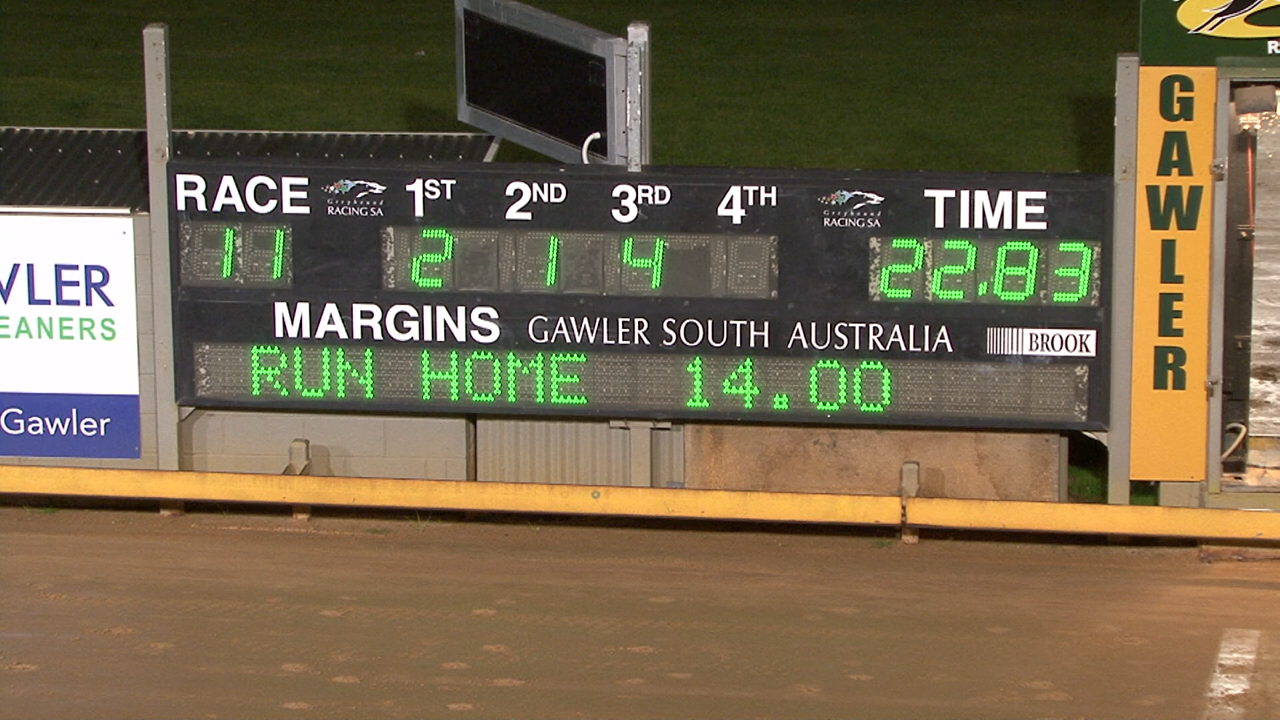 R
GAWLER
RACE
Greyhound
RACING SA
1ST
2ND
3RD
4TH
Greyhound
RACING SA
TIME
11
2
1
4
22.83
MARGINS
GAWLER SOUTH AUSTRALIA
BROOK
RUN HOME 14.00
WLER
EANERS
Gawler